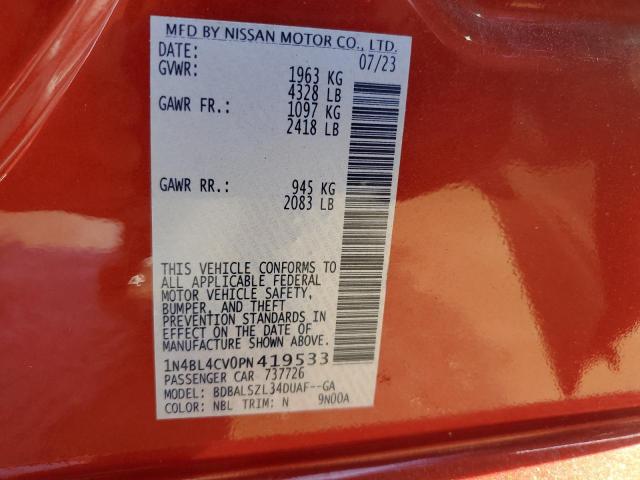 MFD BY NISSAN MOTOR CO., LTD.
DATE: 07/23
GVWR: 1963 KG
4328 LB
GAWR FR.: 1097 KG
2418 LB
GAWR RR.: 945 KG
2083 LB
THIS VEHICLE CONFORMS TO
ALL APPLICABLE FEDERAL
MOTOR VEHICLE SAFETY,
BUMPER, AND THEFT
PREVENTION STANDARDS IN
EFFECT ON THE DATE OF
MANUFACTURE SHOWN ABOVE.
1N4BL4CV0PN419533
PASSENGER CAR 737726
MODEL: BDBALSZL34DUAF--GA
COLOR: NBL TRIM: N 9N00A